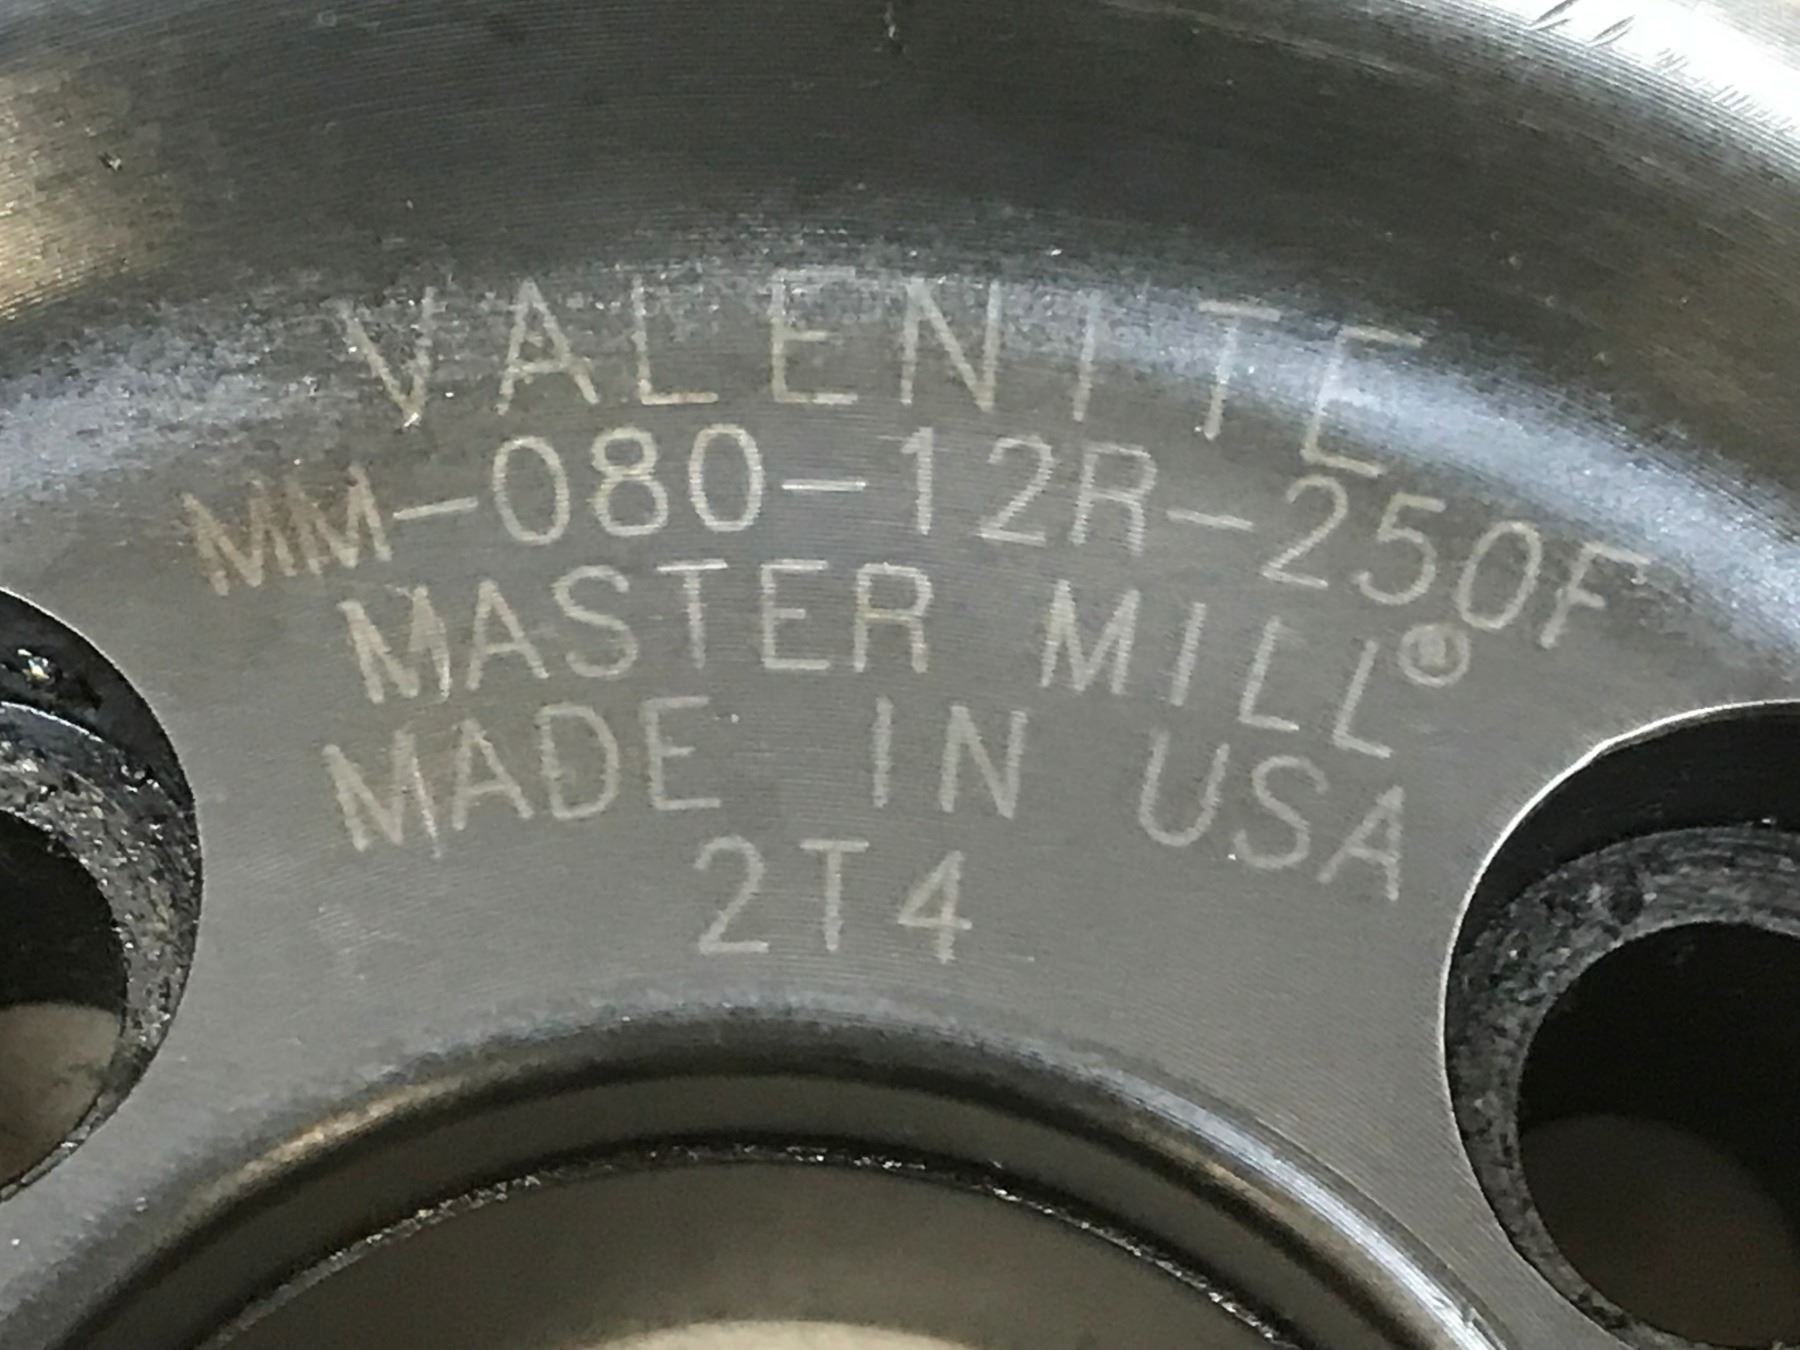 VALENITE
MM-080-12R-250F
MASTER MILL®
MADE IN USA
2T4